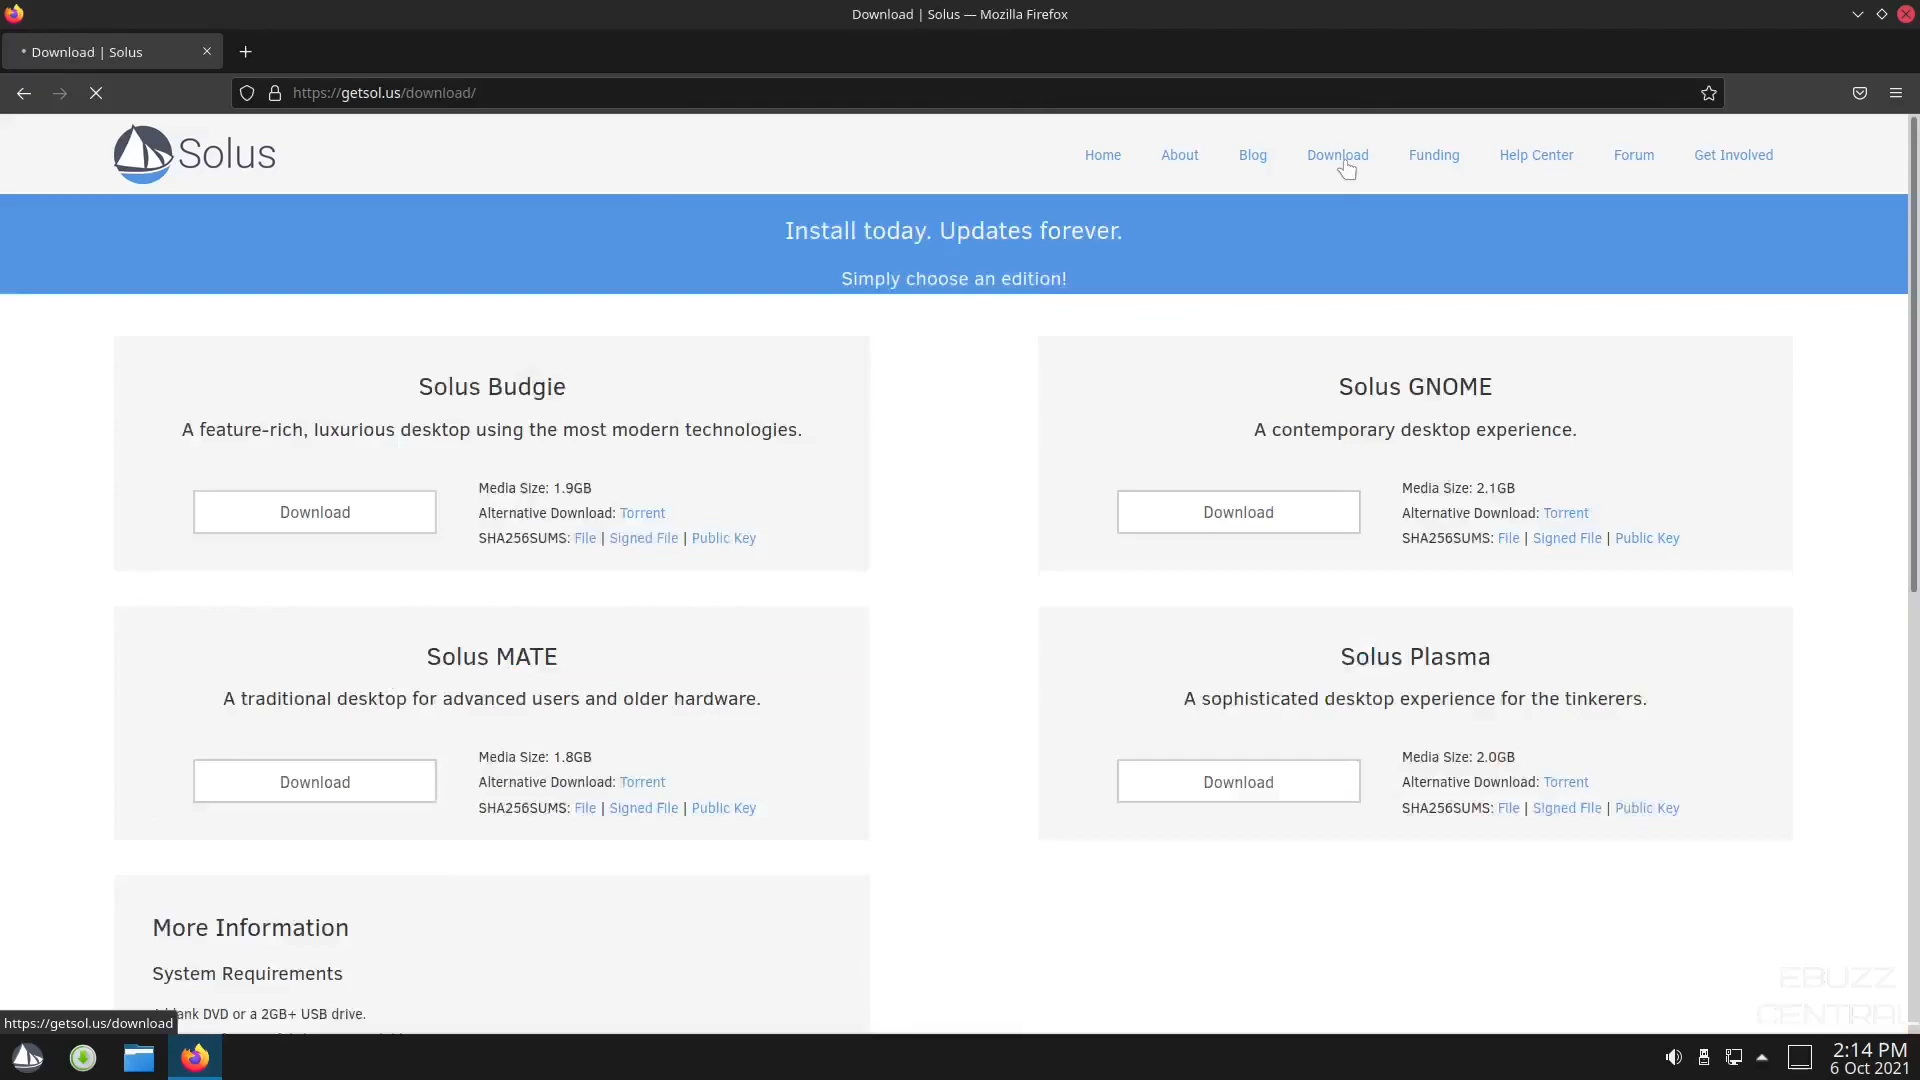 Download | Solus — Mozilla Firefox
Download | Solus
https://getsol.us/download/
Solus
Home About Blog Download Funding Help Center Forum Get Involved
Install today. Updates forever.
Simply choose an edition!
Solus Budgie
A feature-rich, luxurious desktop using the most modern technologies.
Download
Media Size: 1.9GB
Alternative Download: Torrent
SHA256SUMS: File | Signed File | Public Key
Solus GNOME
A contemporary desktop experience.
Download
Media Size: 2.1GB
Alternative Download: Torrent
SHA256SUMS: File | Signed File | Public Key
Solus MATE
A traditional desktop for advanced users and older hardware.
Download
Media Size: 1.8GB
Alternative Download: Torrent
SHA256SUMS: File | Signed File | Public Key
Solus Plasma
A sophisticated desktop experience for the tinkerers.
Download
Media Size: 2.0GB
Alternative Download: Torrent
SHA256SUMS: File | Signed File | Public Key
More Information
System Requirements
DVD or a 2GB+ USB drive.
https://getsol.us/download
EBUZZ
CENTRAL
2:14 PM
6 Oct 2021